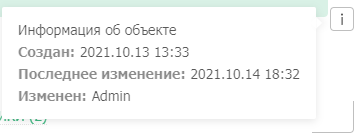 Информация об объекте
Создан: 2021.10.13 13:33
Последнее изменение: 2021.10.14 18:32
Изменен: Admin